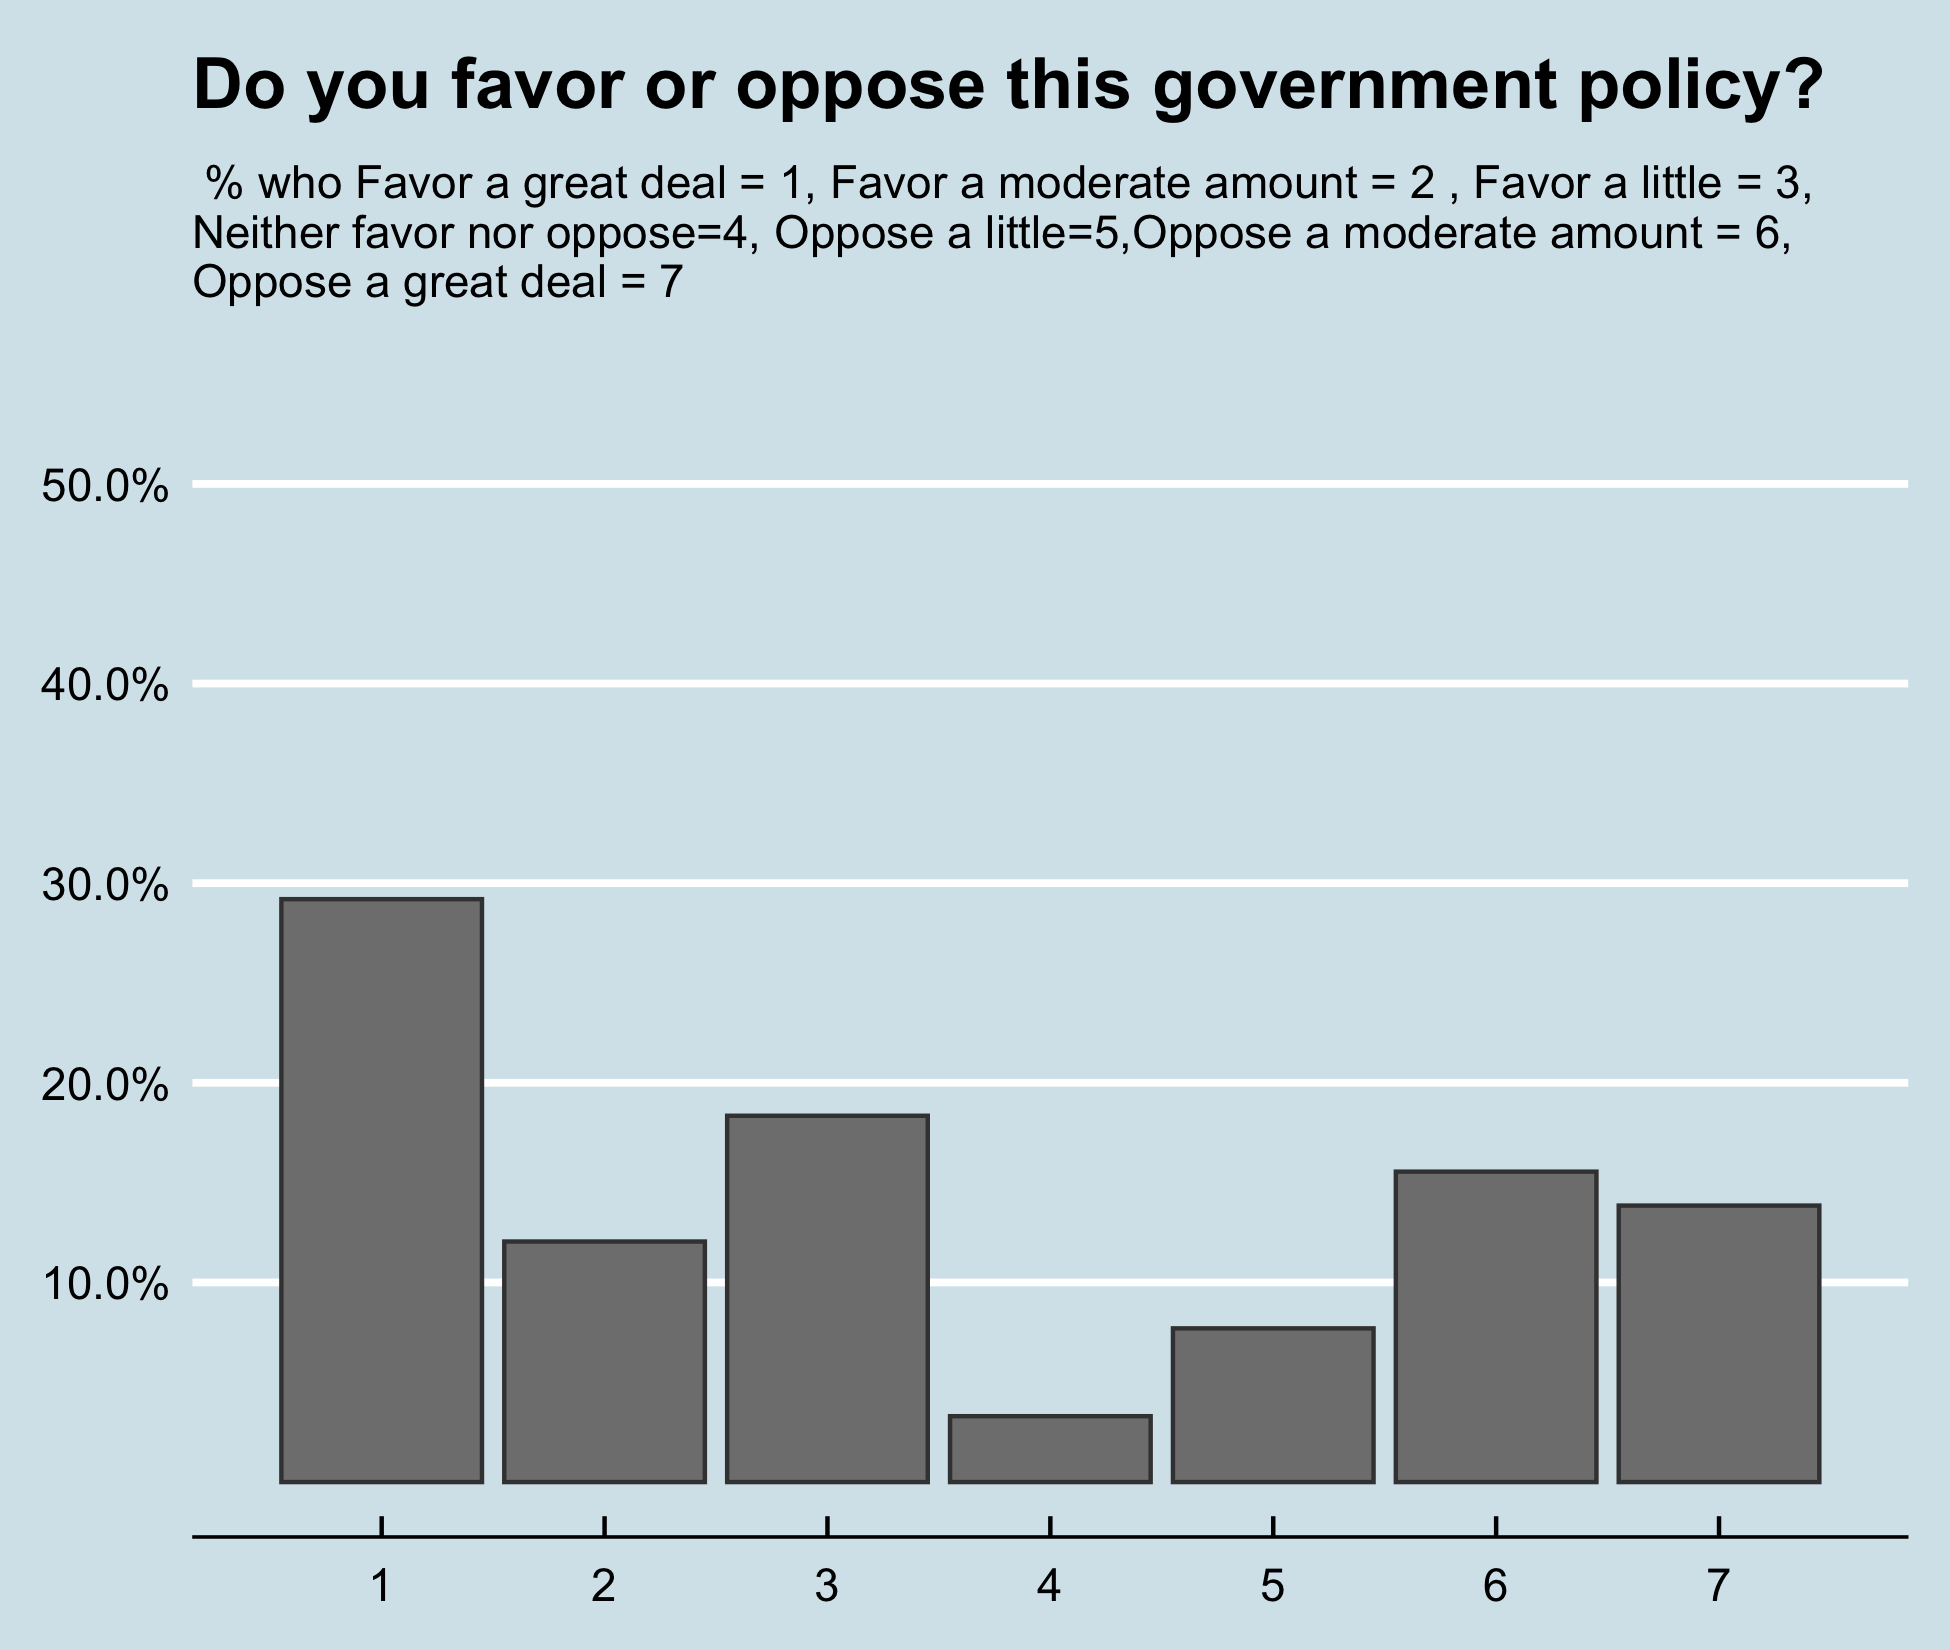 Do you favor or oppose this government policy?
% who Favor a great deal = 1, Favor a moderate amount = 2 , Favor a little = 3,
Neither favor nor oppose=4, Oppose a little=5,Oppose a moderate amount = 6,
Oppose a great deal = 7
50.0%
40.0%
30.0%
20.0%
10.0%
1 2 3 4 5 6 7